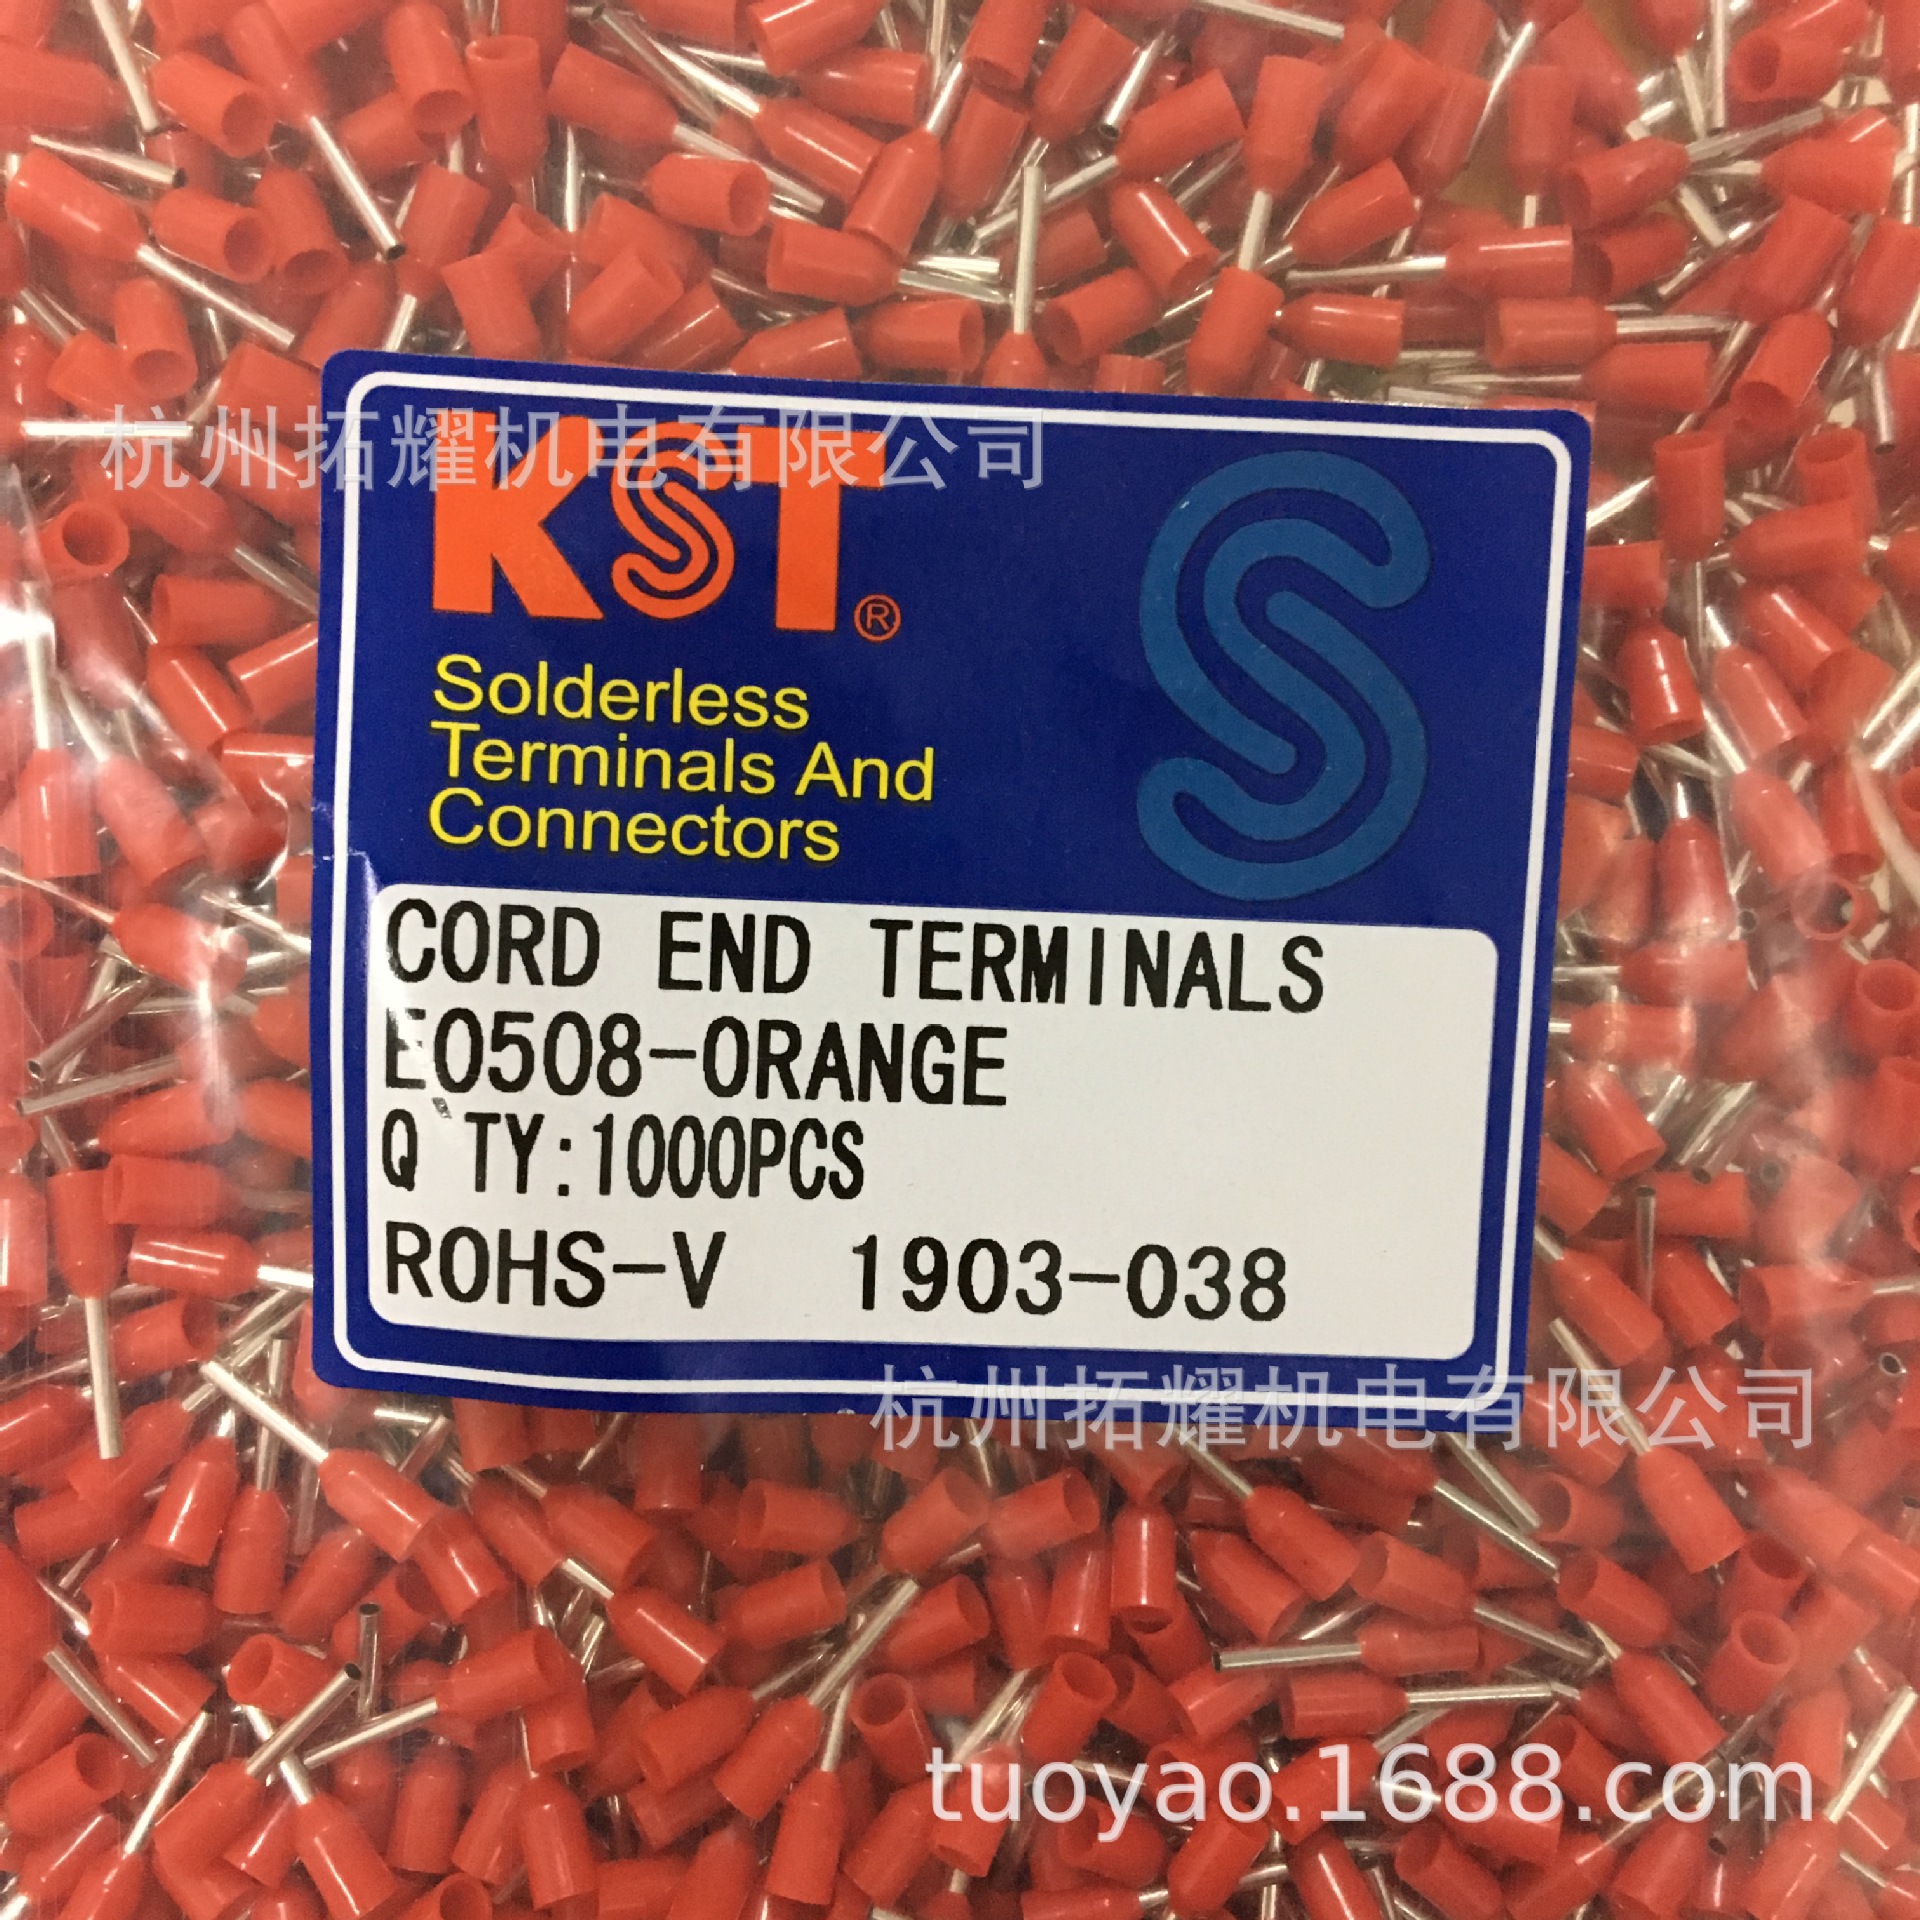 杭州拓耀机电有限公司
KST®
Solderless
Terminals And
Connectors
S
CORD END TERMINALS
E0508-ORANGE
Q`TY:1000PCS
ROHS-V 1903-038
杭州拓耀机电有限公司
tuoyao.1688.com